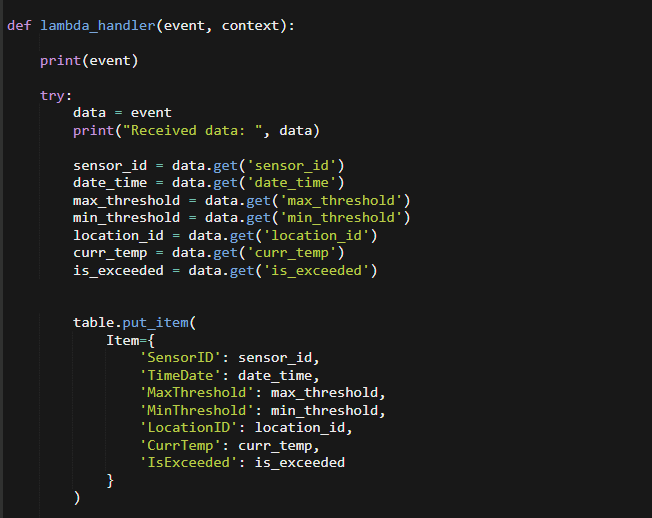 def lambda_handler(event, context):
    print(event)
    try:
        data = event
        print("Received data: ", data)
        sensor_id = data.get('sensor_id')
        date_time = data.get('date_time')
        max_threshold = data.get('max_threshold')
        min_threshold = data.get('min_threshold')
        location_id = data.get('location_id')
        curr_temp = data.get('curr_temp')
        is_exceeded = data.get('is_exceeded')
        table.put_item(
            Item={
                'SensorID': sensor_id,
                'TimeDate': date_time,
                'MaxThreshold': max_threshold,
                'MinThreshold': min_threshold,
                'LocationID': location_id,
                'CurrTemp': curr_temp,
                'IsExceeded': is_exceeded
            }
        )